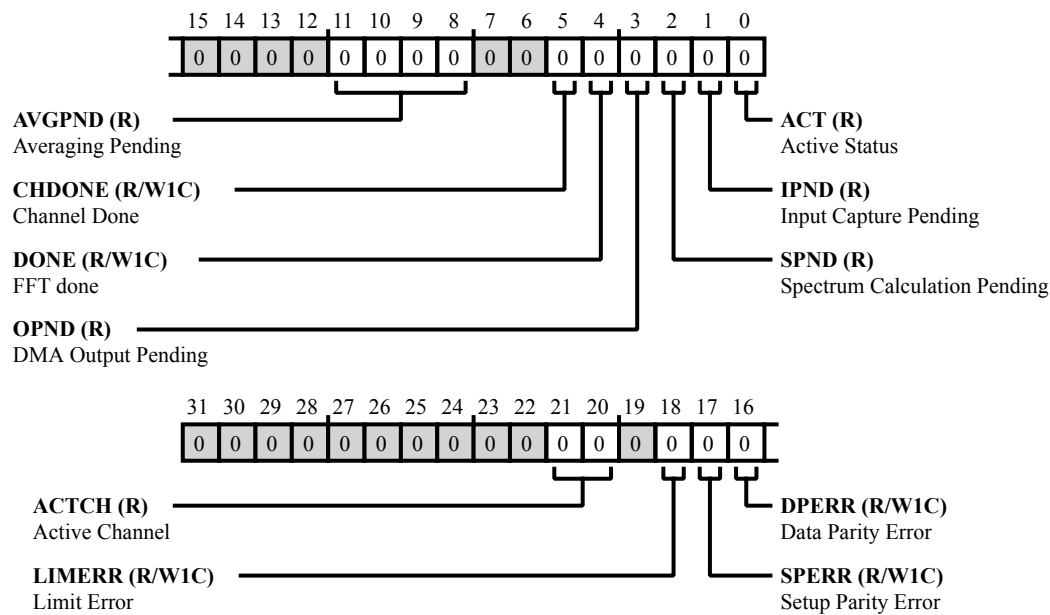 15 14 13 12 11 10 9 8 7 6 5 4 3 2 1 0
0 0 0 0 0 0 0 0 0 0 0 0 0 0 0 0
AVGPND (R)
Averaging Pending
CHDONE (R/W1C)
Channel Done
DONE (R/W1C)
FFT done
OPND (R)
DMA Output Pending
ACT (R)
Active Status
IPND (R)
Input Capture Pending
SPND (R)
Spectrum Calculation Pending
31 30 29 28 27 26 25 24 23 22 21 20 19 18 17 16
0 0 0 0 0 0 0 0 0 0 0 0 0 0 0 0
ACTCH (R)
Active Channel
LIMERR (R/W1C)
Limit Error
DPERR (R/W1C)
Data Parity Error
SPERR (R/W1C)
Setup Parity Error